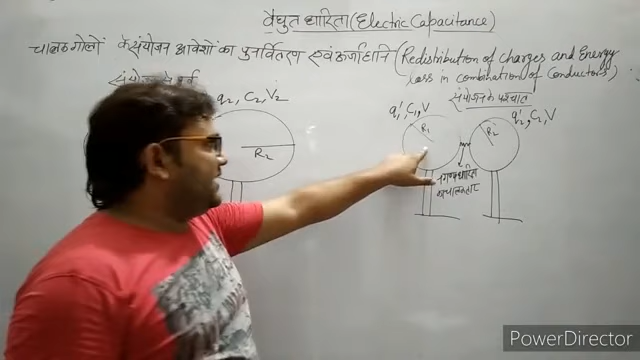 वैद्युत धारिता (Electric Capacitance)
चालक गोलों के संयोजन आवेशों का पुनर्वितरण एवं ऊर्जा हानि (Redistribution of Charges and Energy
loss in combination of Conductors)
संयोजन के पूर्व
संयोजन के पश्चात
q₂, C₂, V₂
R₂
q₁', C₁, V
q₂', C₂, V
R₁
R₂
का चालक तार
PowerDirector